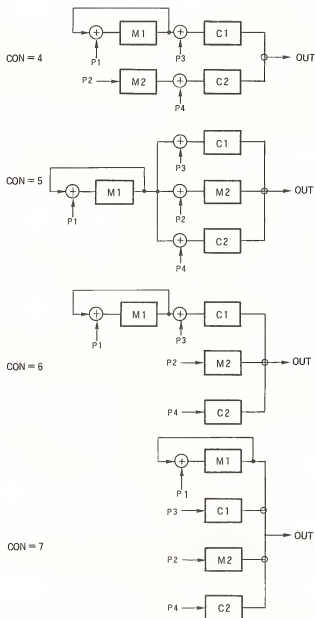 M1
C1
P1
P3
CON = 4
OUT
P2
M2
C2
P4
C1
P3
CON = 5
M1
M2
OUT
P1
P2
C2
P4
M1
C1
P1
P3
CON = 6
P2
M2
OUT
P4
C2
M1
P1
P3
C1
OUT
CON = 7
P2
M2
P4
C2